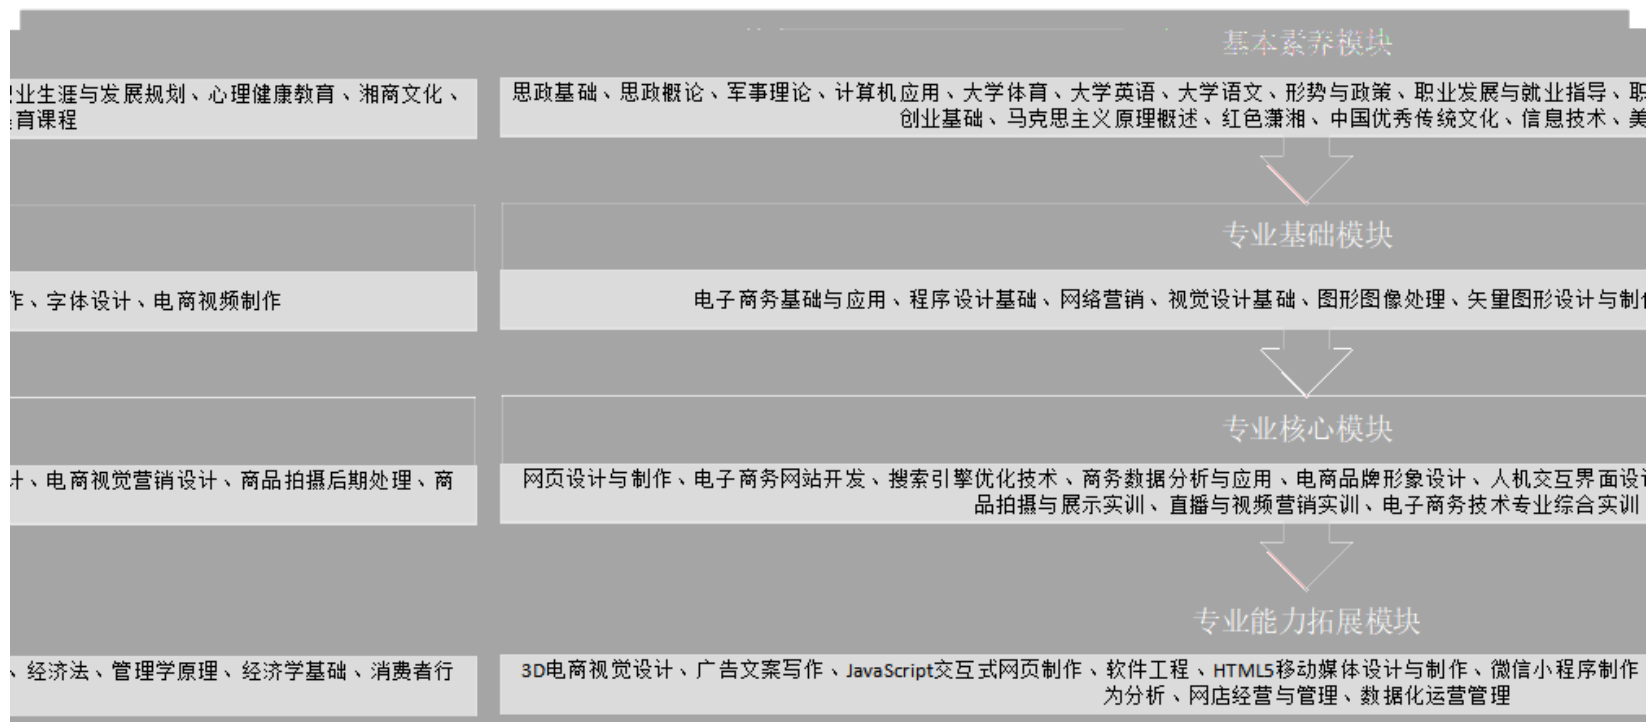 基本素养模块
业生涯与发展规划、心理健康教育、湘商文化、
育课程
思政基础、思政概论、军事理论、计算机应用、大学体育、大学英语、大学语文、形势与政策、职业发展与就业指导、职
创业基础、马克思主义原理概述、红色潇湘、中国优秀传统文化、信息技术、美
专业基础模块
作、字体设计、电商视频制作
电子商务基础与应用、程序设计基础、网络营销、视觉设计基础、图形图像处理、矢量图形设计与制
专业核心模块
计、电商视觉营销设计、商品拍摄后期处理、商
网页设计与制作、电子商务网站开发、搜索引擎优化技术、商务数据分析与应用、电商品牌形象设计、人机交互界面设
品拍摄与展示实训、直播与视频营销实训、电子商务技术专业综合实训
专业能力拓展模块
、经济法、管理学原理、经济学基础、消费者行
3D电商视觉设计、广告文案写作、JavaScript交互式网页制作、软件工程、HTML5移动媒体设计与制作、微信小程序制作
为分析、网店经营与管理、数据化运营管理